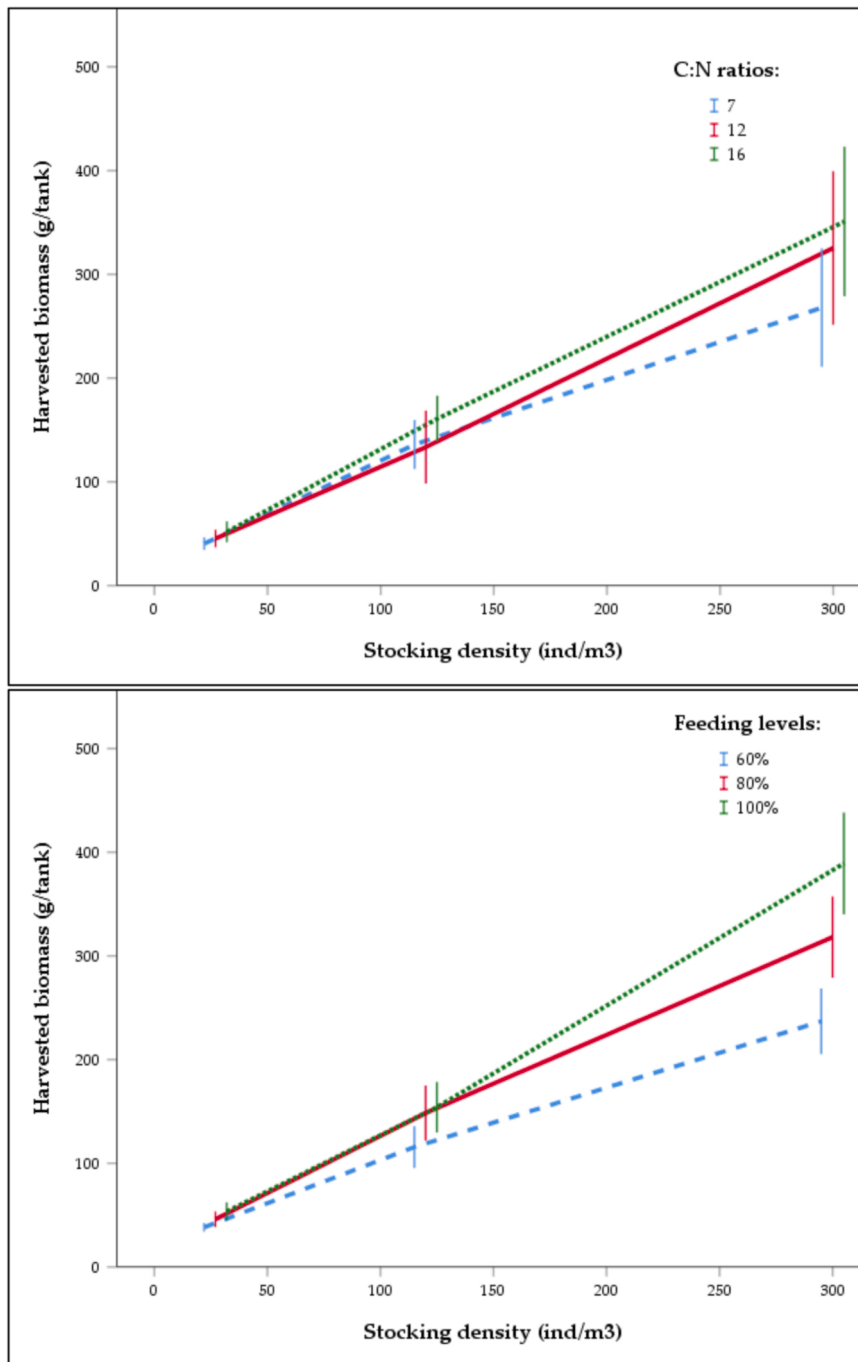 C:N ratios:
7
12
16
Harvested biomass (g/tank)
500
400
300
200
100
0
0 50 100 150 200 250 300
Stocking density (ind/m3)
Feeding levels:
60%
80%
100%
Harvested biomass (g/tank)
500
400
300
200
100
0
0 50 100 150 200 250 300
Stocking density (ind/m3)